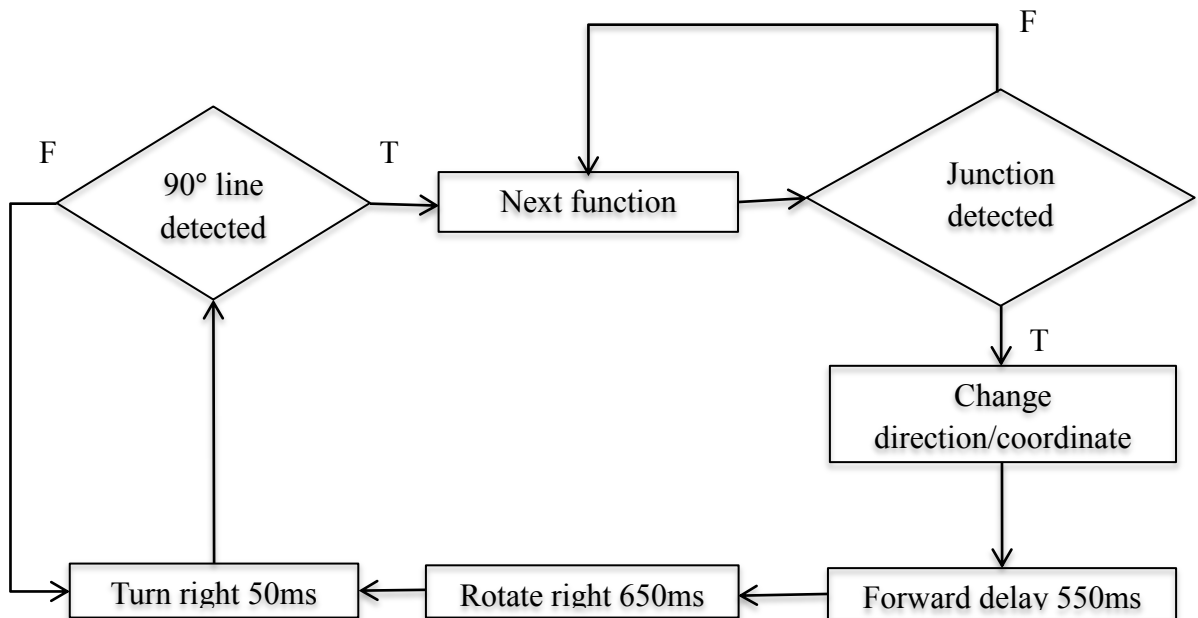 F
F
T
90° line
detected
Next function
Junction
detected
T
Change
direction/coordinate
Turn right 50ms
Rotate right 650ms
Forward delay 550ms